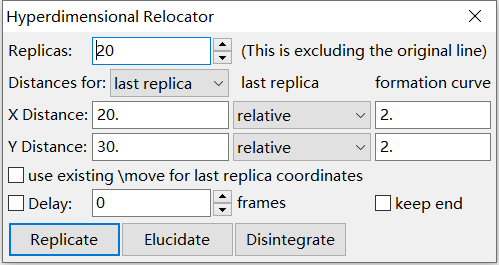 Hyperdimensional Relocator
Replicas: 20 (This is excluding the original line)
Distances for: last replica last replica formation curve
X Distance: 20. relative 2.
Y Distance: 30. relative 2.
use existing \move for last replica coordinates
Delay: 0 frames keep end
Replicate Elucidate Disintegrate